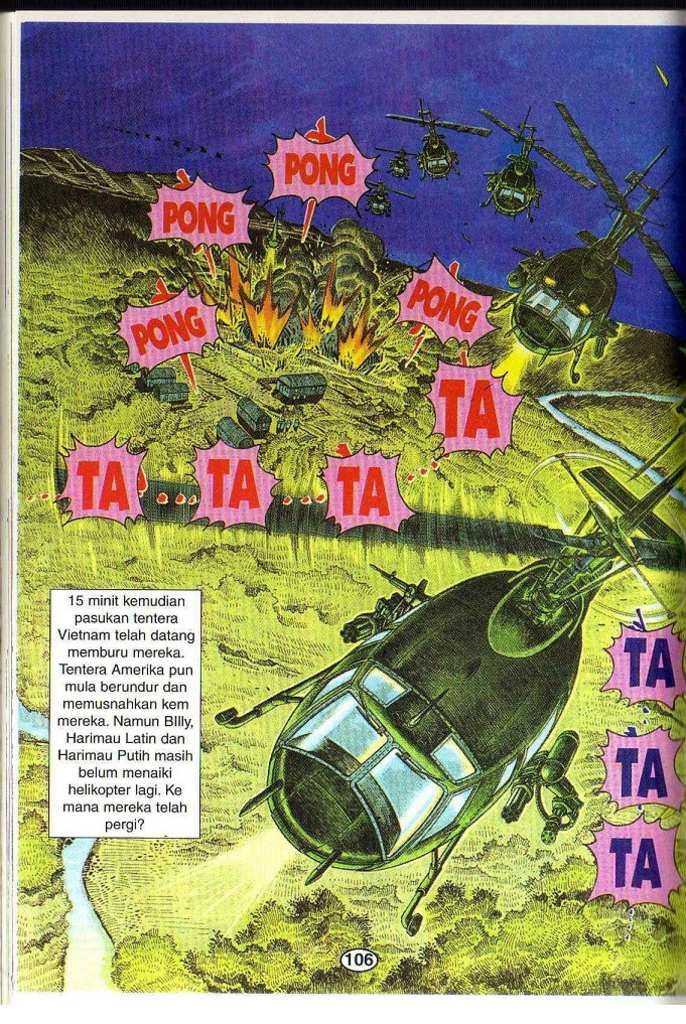 PONG
PONG
PONG
PONG
TA
TA
TA
TA
15 minit kemudian
pasukan tentera
Vietnam telah datang
memburu mereka.
Tentera Amerika pun
mula berundur dan
memusnahkan kem
mereka. Namun BIlly,
Harimau Latin dan
Harimau Putih masih
belum menaiki
helikopter lagi. Ke
mana mereka telah
pergi?
TA
TA
TA
106